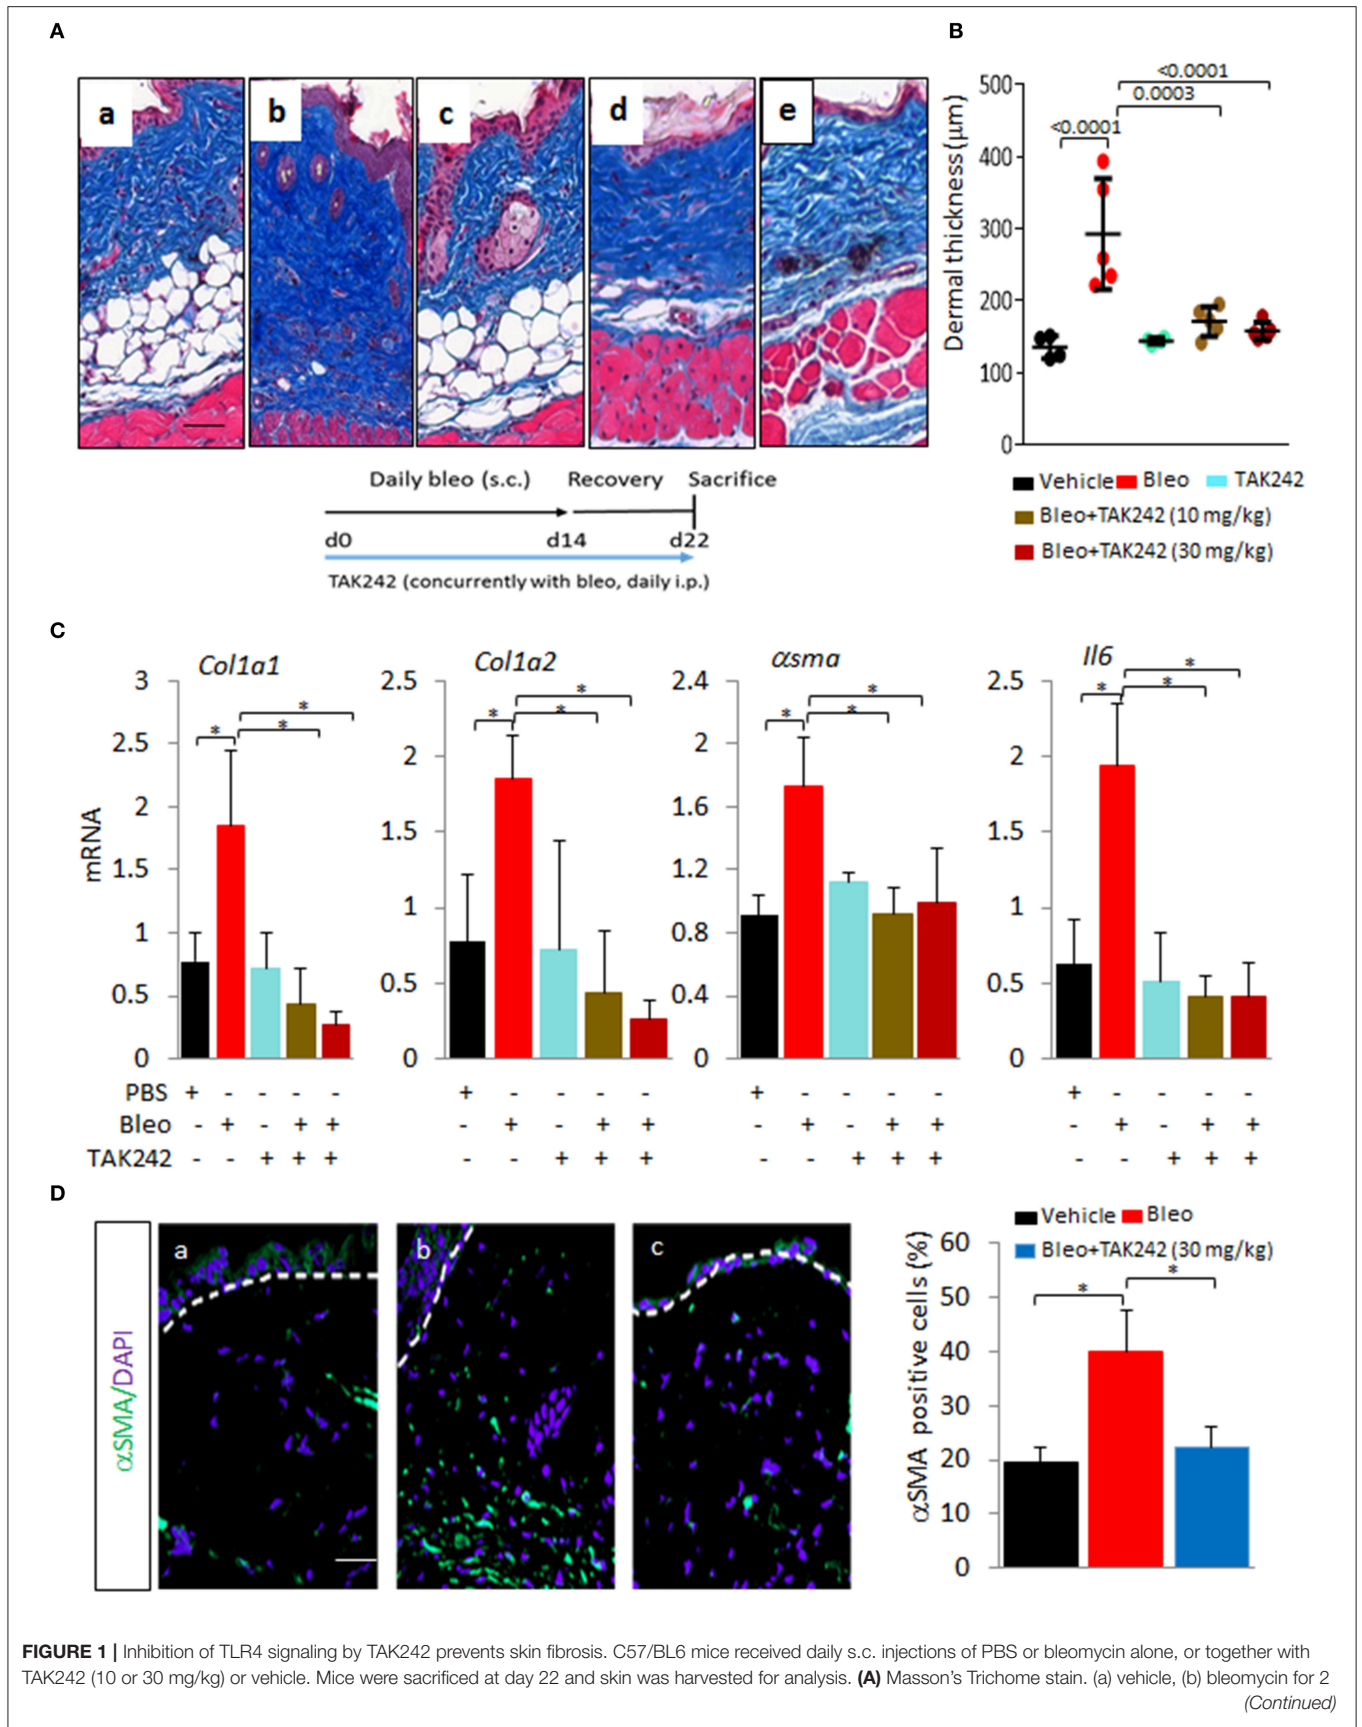 A
B
a
b
c
d
e
Daily bleo (s.c.)
Recovery
Sacrifice
d0
d14
d22
TAK242 (concurrently with bleo, daily i.p.)
Dermal thickness (μm)
500
400
300
200
100
0
<0.0001
0.0003
<0.0001
Vehicle
Bleo
TAK242
Bleo+TAK242 (10 mg/kg)
Bleo+TAK242 (30 mg/kg)
C
mRNA
Col1a1
3
2.5
2
1.5
1
0.5
0
*
*
*
Col1a2
2.5
2
1.5
1
0.5
0
*
*
*
αsma
2.4
2
1.6
1.2
0.8
0.4
0
*
*
*
Il6
2.5
2
1.5
1
0.5
0
*
*
*
PBS + - - - - + - - - - + - - - - + - - - -
Bleo - + - + + - + - + + - + - + + - + - + +
TAK242 - - + + + - - + + + - - + + + - - + + +
D
αSMA/DAPI
a
b
c
Vehicle
Bleo
Bleo+TAK242 (30 mg/kg)
αSMA positive cells (%)
60
50
40
30
20
10
0
*
*
FIGURE 1 | Inhibition of TLR4 signaling by TAK242 prevents skin fibrosis. C57/BL6 mice received daily s.c. injections of PBS or bleomycin alone, or together with
TAK242 (10 or 30 mg/kg) or vehicle. Mice were sacrificed at day 22 and skin was harvested for analysis. (A) Masson's Trichome stain. (a) vehicle, (b) bleomycin for 2
(Continued)